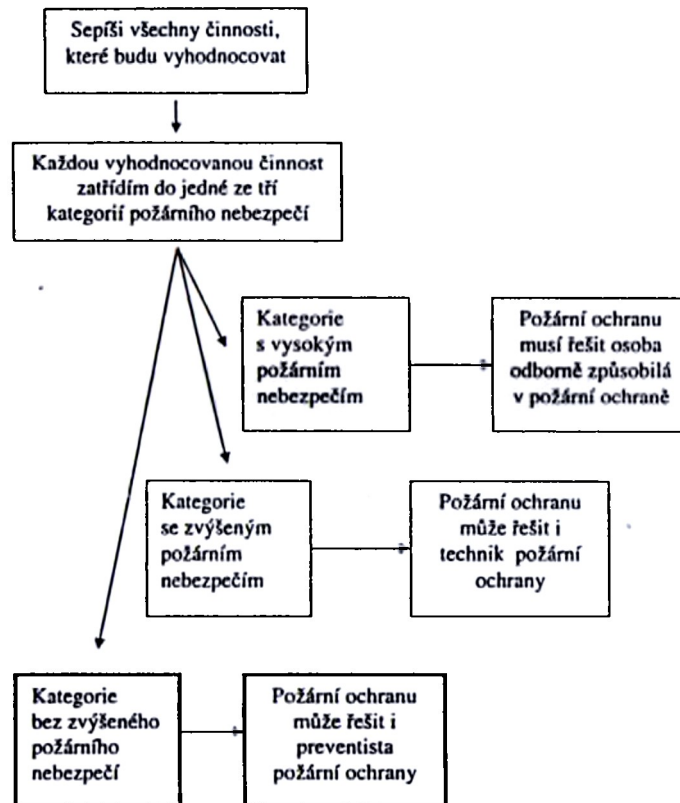 Sepíši všechny činnosti,
které budu vyhodnocovat
Každou vyhodnocovanou činnost
zatřídím do jedné ze tří
kategorií požárního nebezpečí
Kategorie
s vysokým
požárním
nebezpečím
Požární ochranu
musí řešit osoba
odborně způsobilá
v požární ochraně
Kategorie
se zvýšeným
požárním
nebezpečím
Požární ochranu
může řešit i
technik požární
ochrany
Kategorie
bez zvýšeného
požárního
nebezpečí
Požární ochranu
může řešit i
preventista
požární ochrany